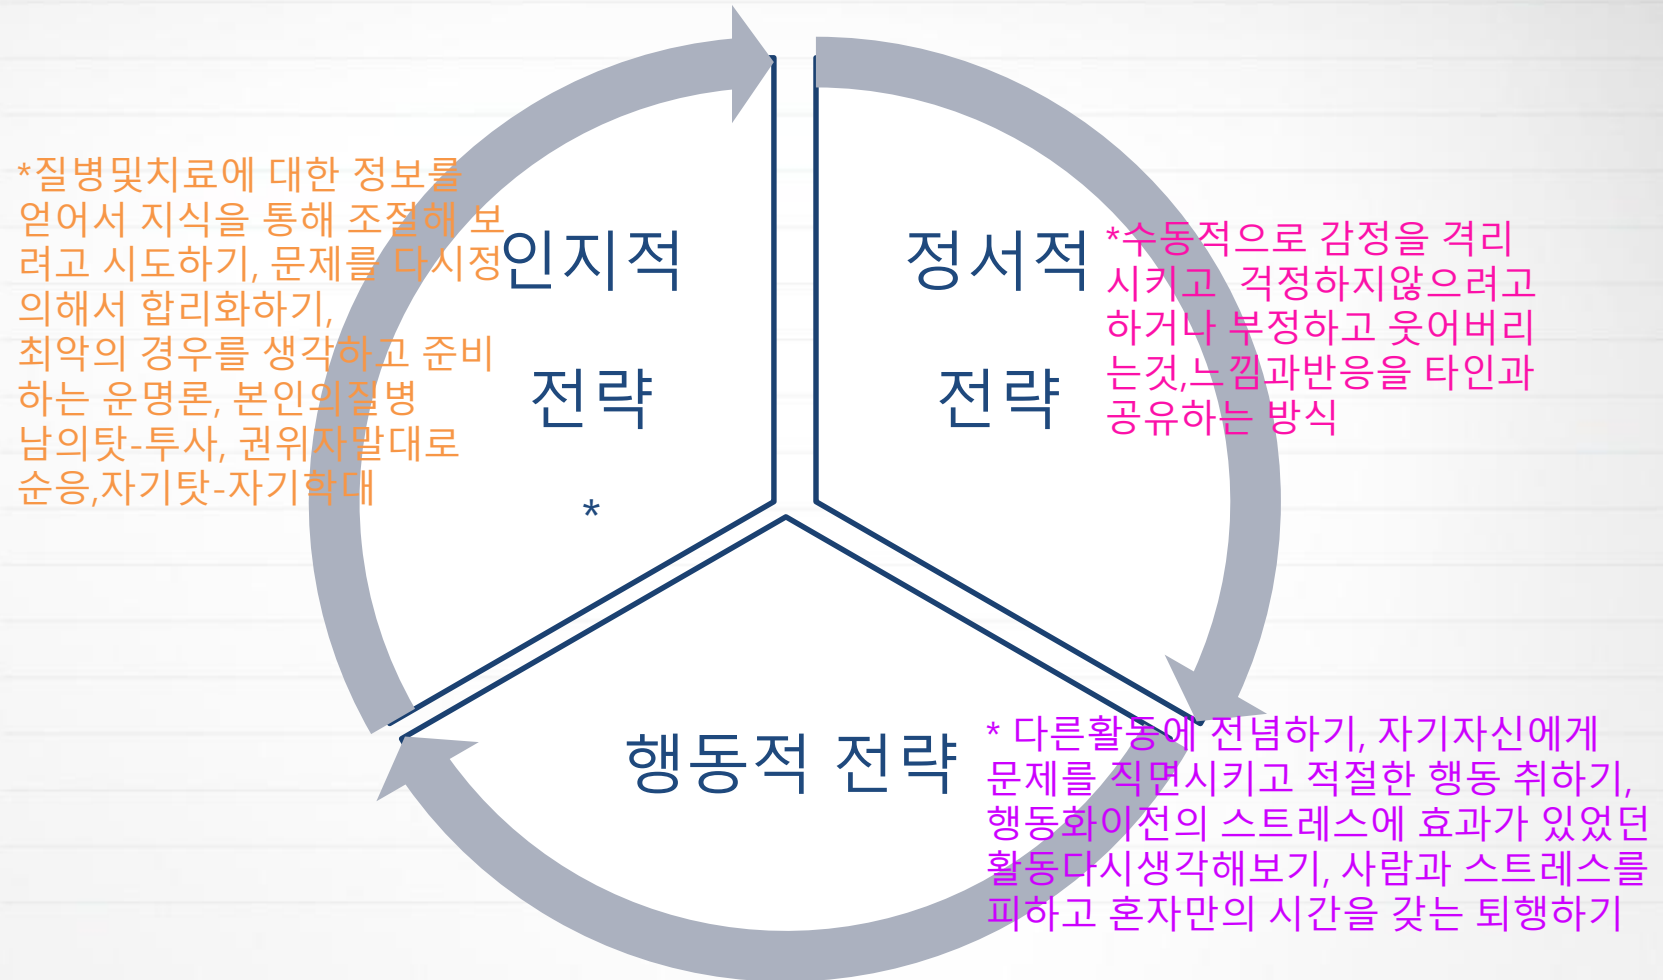 *질병및치료에 대한 정보를
얻어서 지식을 통해 조절해 보
려고 시도하기, 문제를 다시정
의해서 합리화하기,
최악의 경우를 생각하고 준비
하는 운명론, 본인의질병
남의탓-투사, 권위자말대로
순응,자기탓-자기학대
인지적
전략
*
정서적
전략
*수동적으로 감정을 격리
시키고 걱정하지않으려고
하거나 부정하고 웃어버리
는것,느낌과반응을 타인과
공유하는 방식
행동적 전략
* 다른활동에 전념하기, 자기자신에게
문제를 직면시키고 적절한 행동 취하기,
행동화이전의 스트레스에 효과가 있었던
활동다시생각해보기, 사람과 스트레스를
피하고 혼자만의 시간을 갖는 퇴행하기